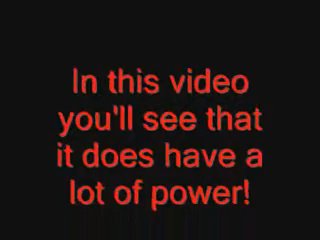 In this video
you'll see that
it does have a
lot of power!